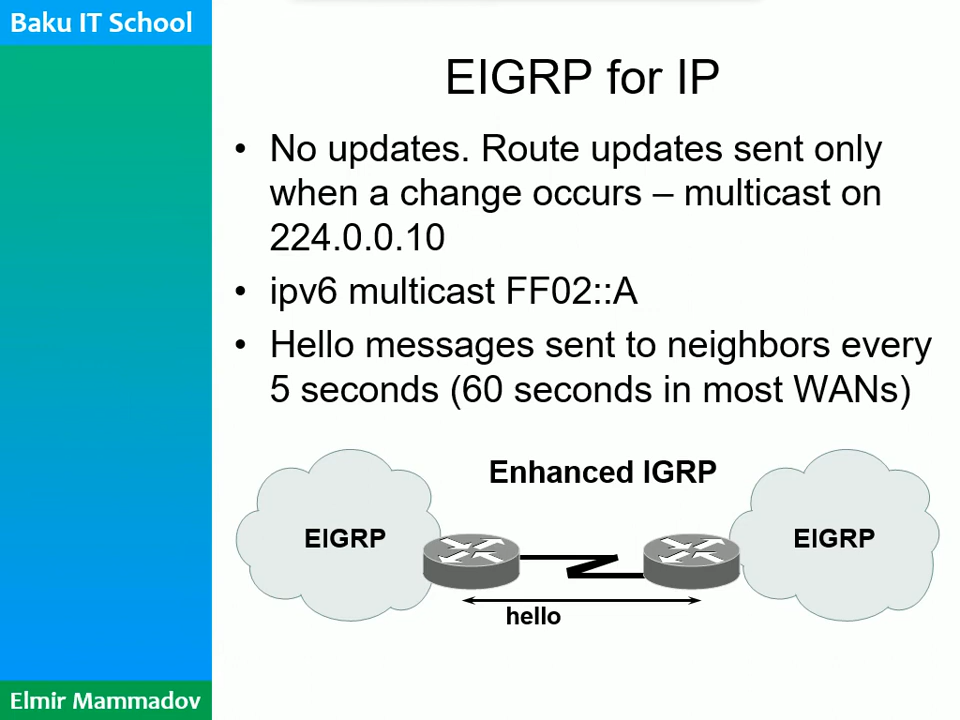 Baku IT School
EIGRP for IP
• No updates. Route updates sent only
when a change occurs – multicast on
224.0.0.10
• ipv6 multicast FF02::A
• Hello messages sent to neighbors every
5 seconds (60 seconds in most WANs)
Enhanced IGRP
EIGRP
EIGRP
hello
Elmir Mammadov